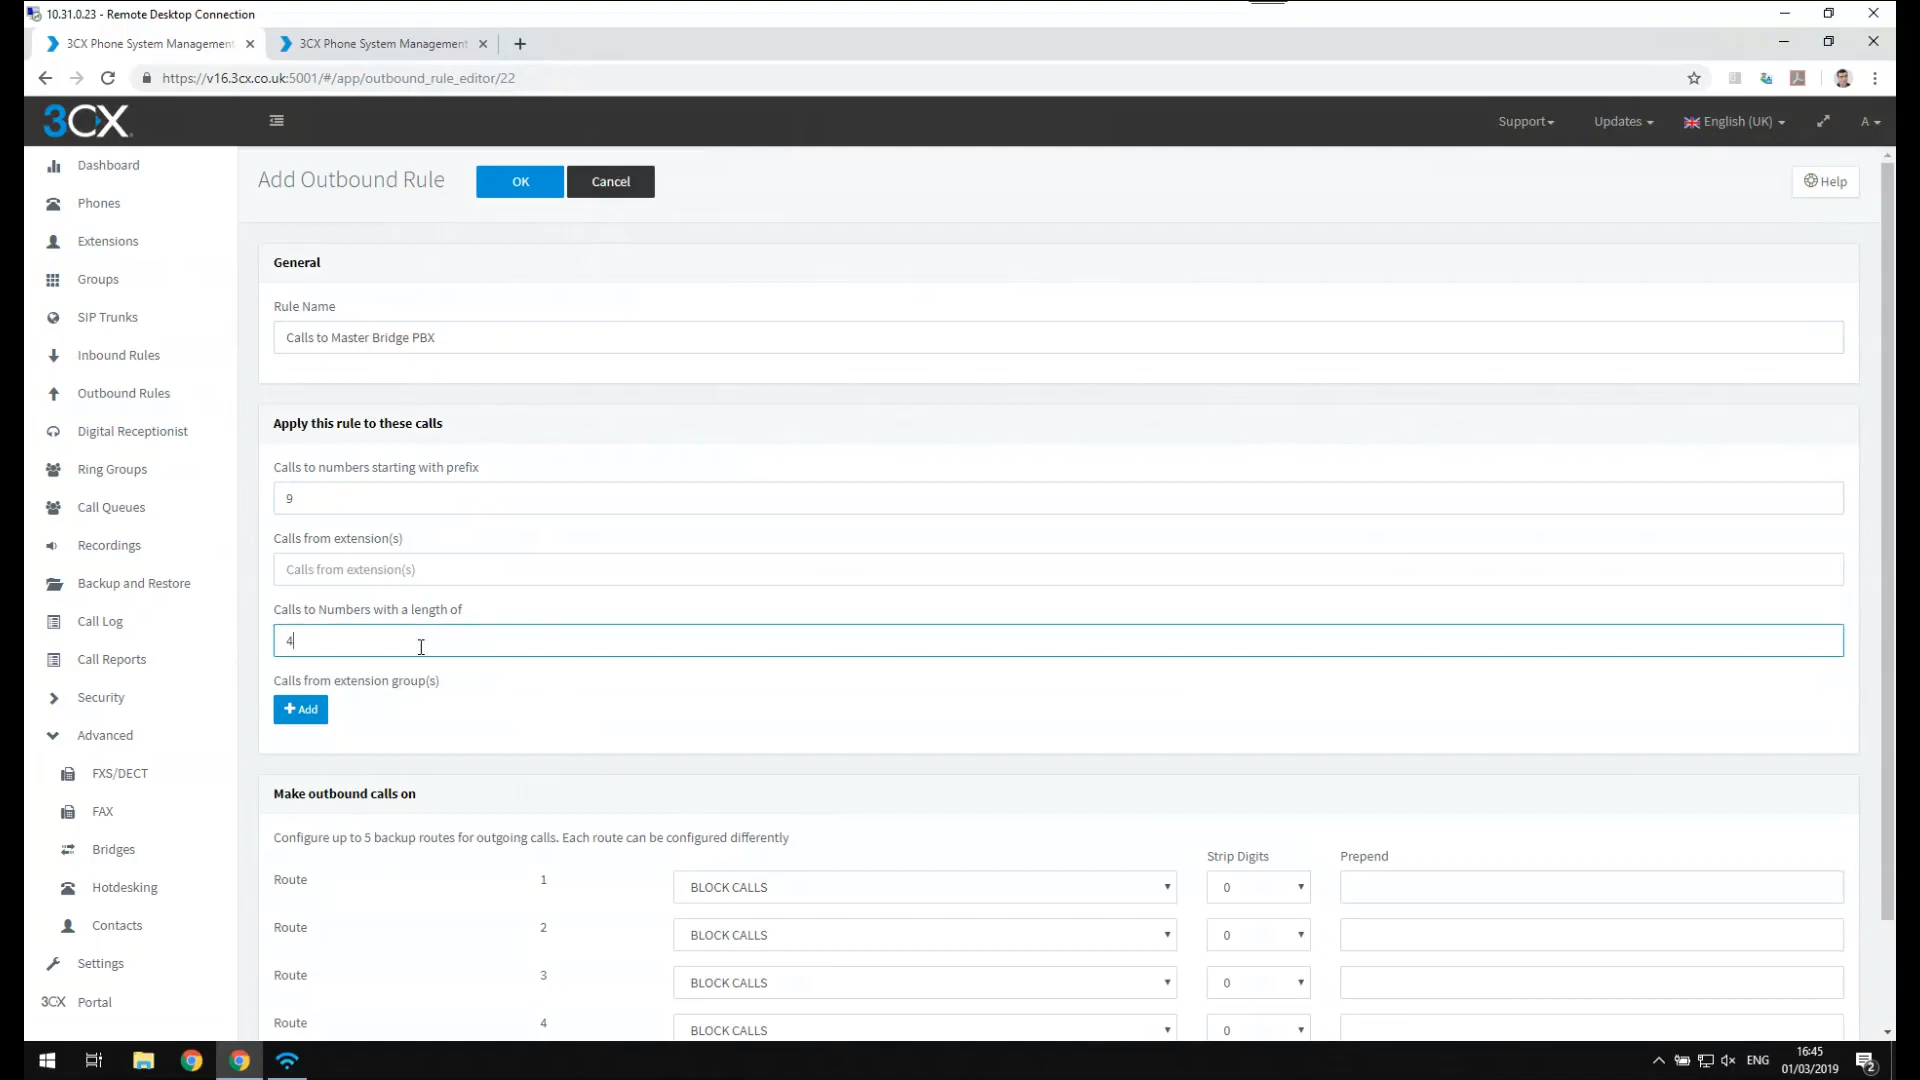 10.31.0.23 - Remote Desktop Connection
3CX Phone System Management
3CX Phone System Management
https://v16.3cx.co.uk:5001/#/app/outbound_rule_editor/22
3CX
Support
Updates
English (UK)
A
Dashboard
Phones
Extensions
Groups
SIP Trunks
Inbound Rules
Outbound Rules
Digital Receptionist
Ring Groups
Call Queues
Recordings
Backup and Restore
Call Log
Call Reports
Security
Advanced
FXS/DECT
FAX
Bridges
Hotdesking
Contacts
Settings
3CX Portal
Add Outbound Rule
OK
Cancel
Help
General
Rule Name
Calls to Master Bridge PBX
Apply this rule to these calls
Calls to numbers starting with prefix
9
Calls from extension(s)
Calls from extension(s)
Calls to Numbers with a length of
4
Calls from extension group(s)
+ Add
Make outbound calls on
Configure up to 5 backup routes for outgoing calls. Each route can be configured differently
Strip Digits Prepend
Route 1 BLOCK CALLS 0
Route 2 BLOCK CALLS 0
Route 3 BLOCK CALLS 0
Route 4 BLOCK CALLS 0
ENG
16:45
01/03/2019
2